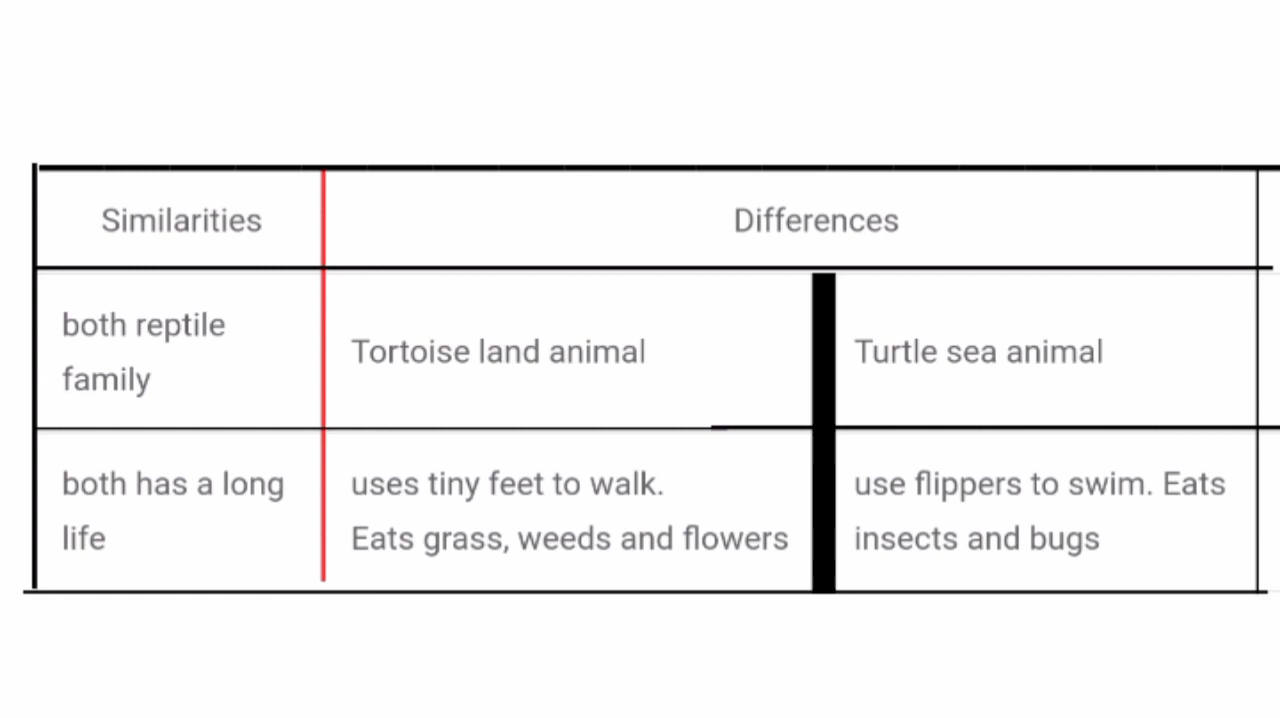 Similarities
Differences
both reptile
family
Tortoise land animal
Turtle sea animal
both has a long
life
uses tiny feet to walk.
Eats grass, weeds and flowers
use flippers to swim. Eats
insects and bugs